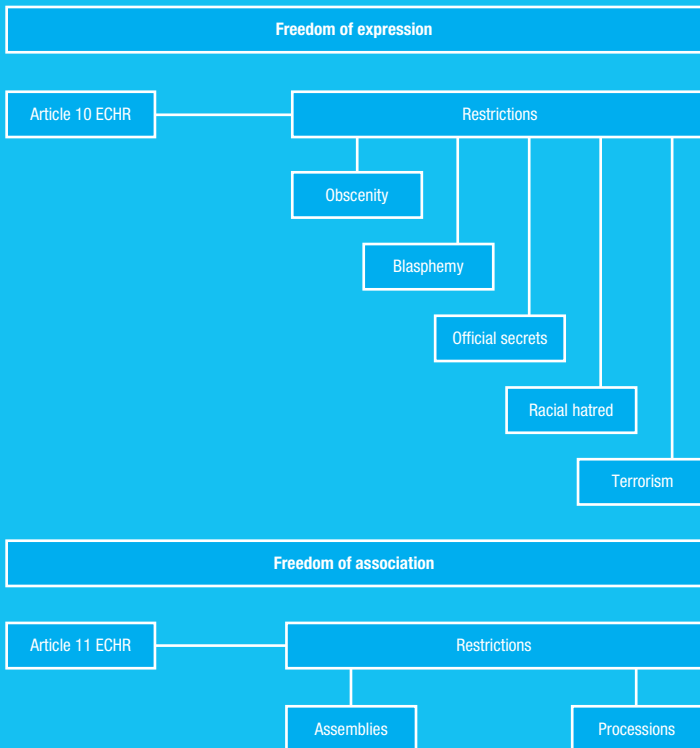 Freedom of expression
Article 10 ECHR
Restrictions
Obscenity
Blasphemy
Official secrets
Racial hatred
Terrorism
Freedom of association
Article 11 ECHR
Restrictions
Assemblies
Processions